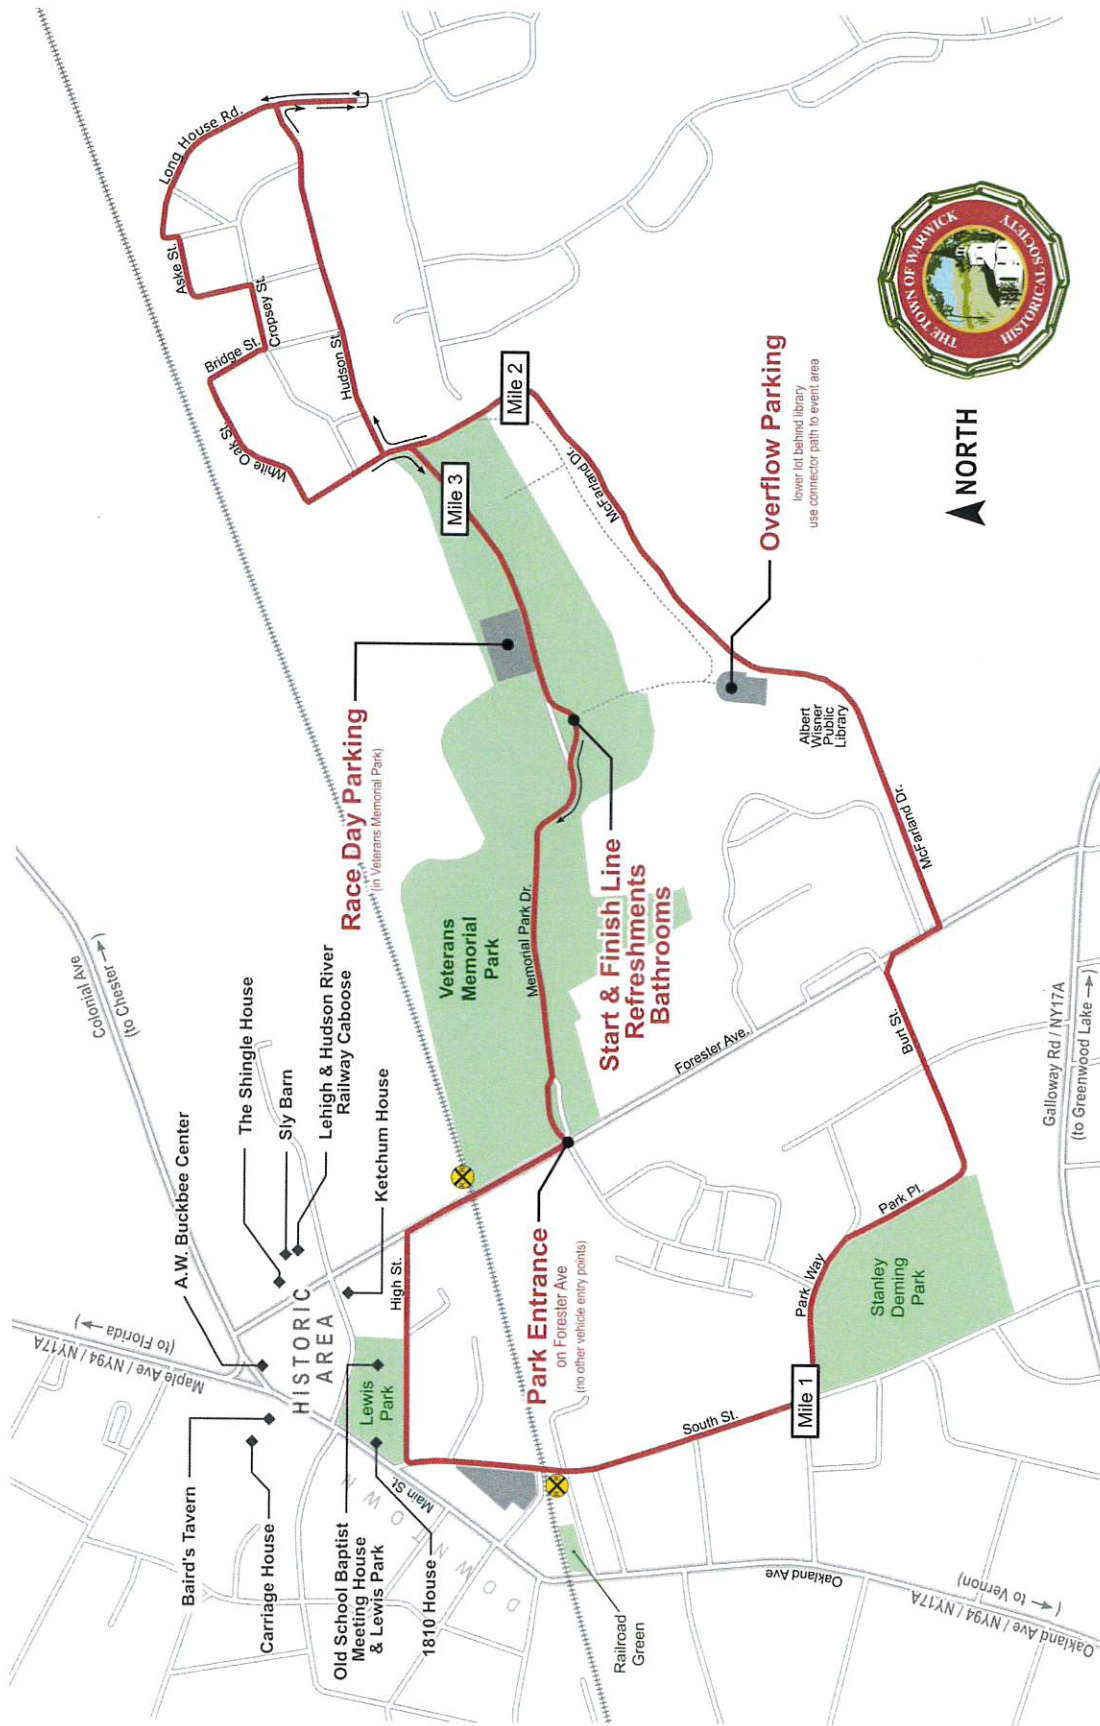 Colonial Ave
(to Chester →)
Maple Ave / NY94 / NY17A
(to Florida →)
A.W. Buckbee Center
The Shingle House
Sly Barn
Lehigh & Hudson River
Railway Caboose
Ketchum House
HISTORIC
AREA
Baird's Tavern
Carriage House
Old School Baptist
Meeting House
& Lewis Park
1810 House
Lewis
Park
Main St.
DOWNTOWN
High St.
Railroad
Green
Park Entrance
on Forester Ave
(no other vehicle entry points)
South St.
Mile 1
Oakland Ave
Oakland Ave / NY94 / NY17A
(← to Vernon)
Park Way
Park Pl.
Stanley
Deming
Park
Burt St.
Forester Ave.
Galloway Rd / NY17A
(to Greenwood Lake →)
McFarland Dr.
Albert
Wisner
Public
Library
Overflow Parking
lower lot behind library
use connector path to event area
McFarland Dr.
Mile 2
Mile 3
Race Day Parking
(in Veterans Memorial Park)
Veterans
Memorial
Park
Memorial Park Dr.
Start & Finish Line
Refreshments
Bathrooms
Long House Rd.
Aske St.
Cropsey St.
Bridge St.
White Oak St.
Hudson St.
NORTH
THE TOWN OF WARWICK
HISTORICAL SOCIETY